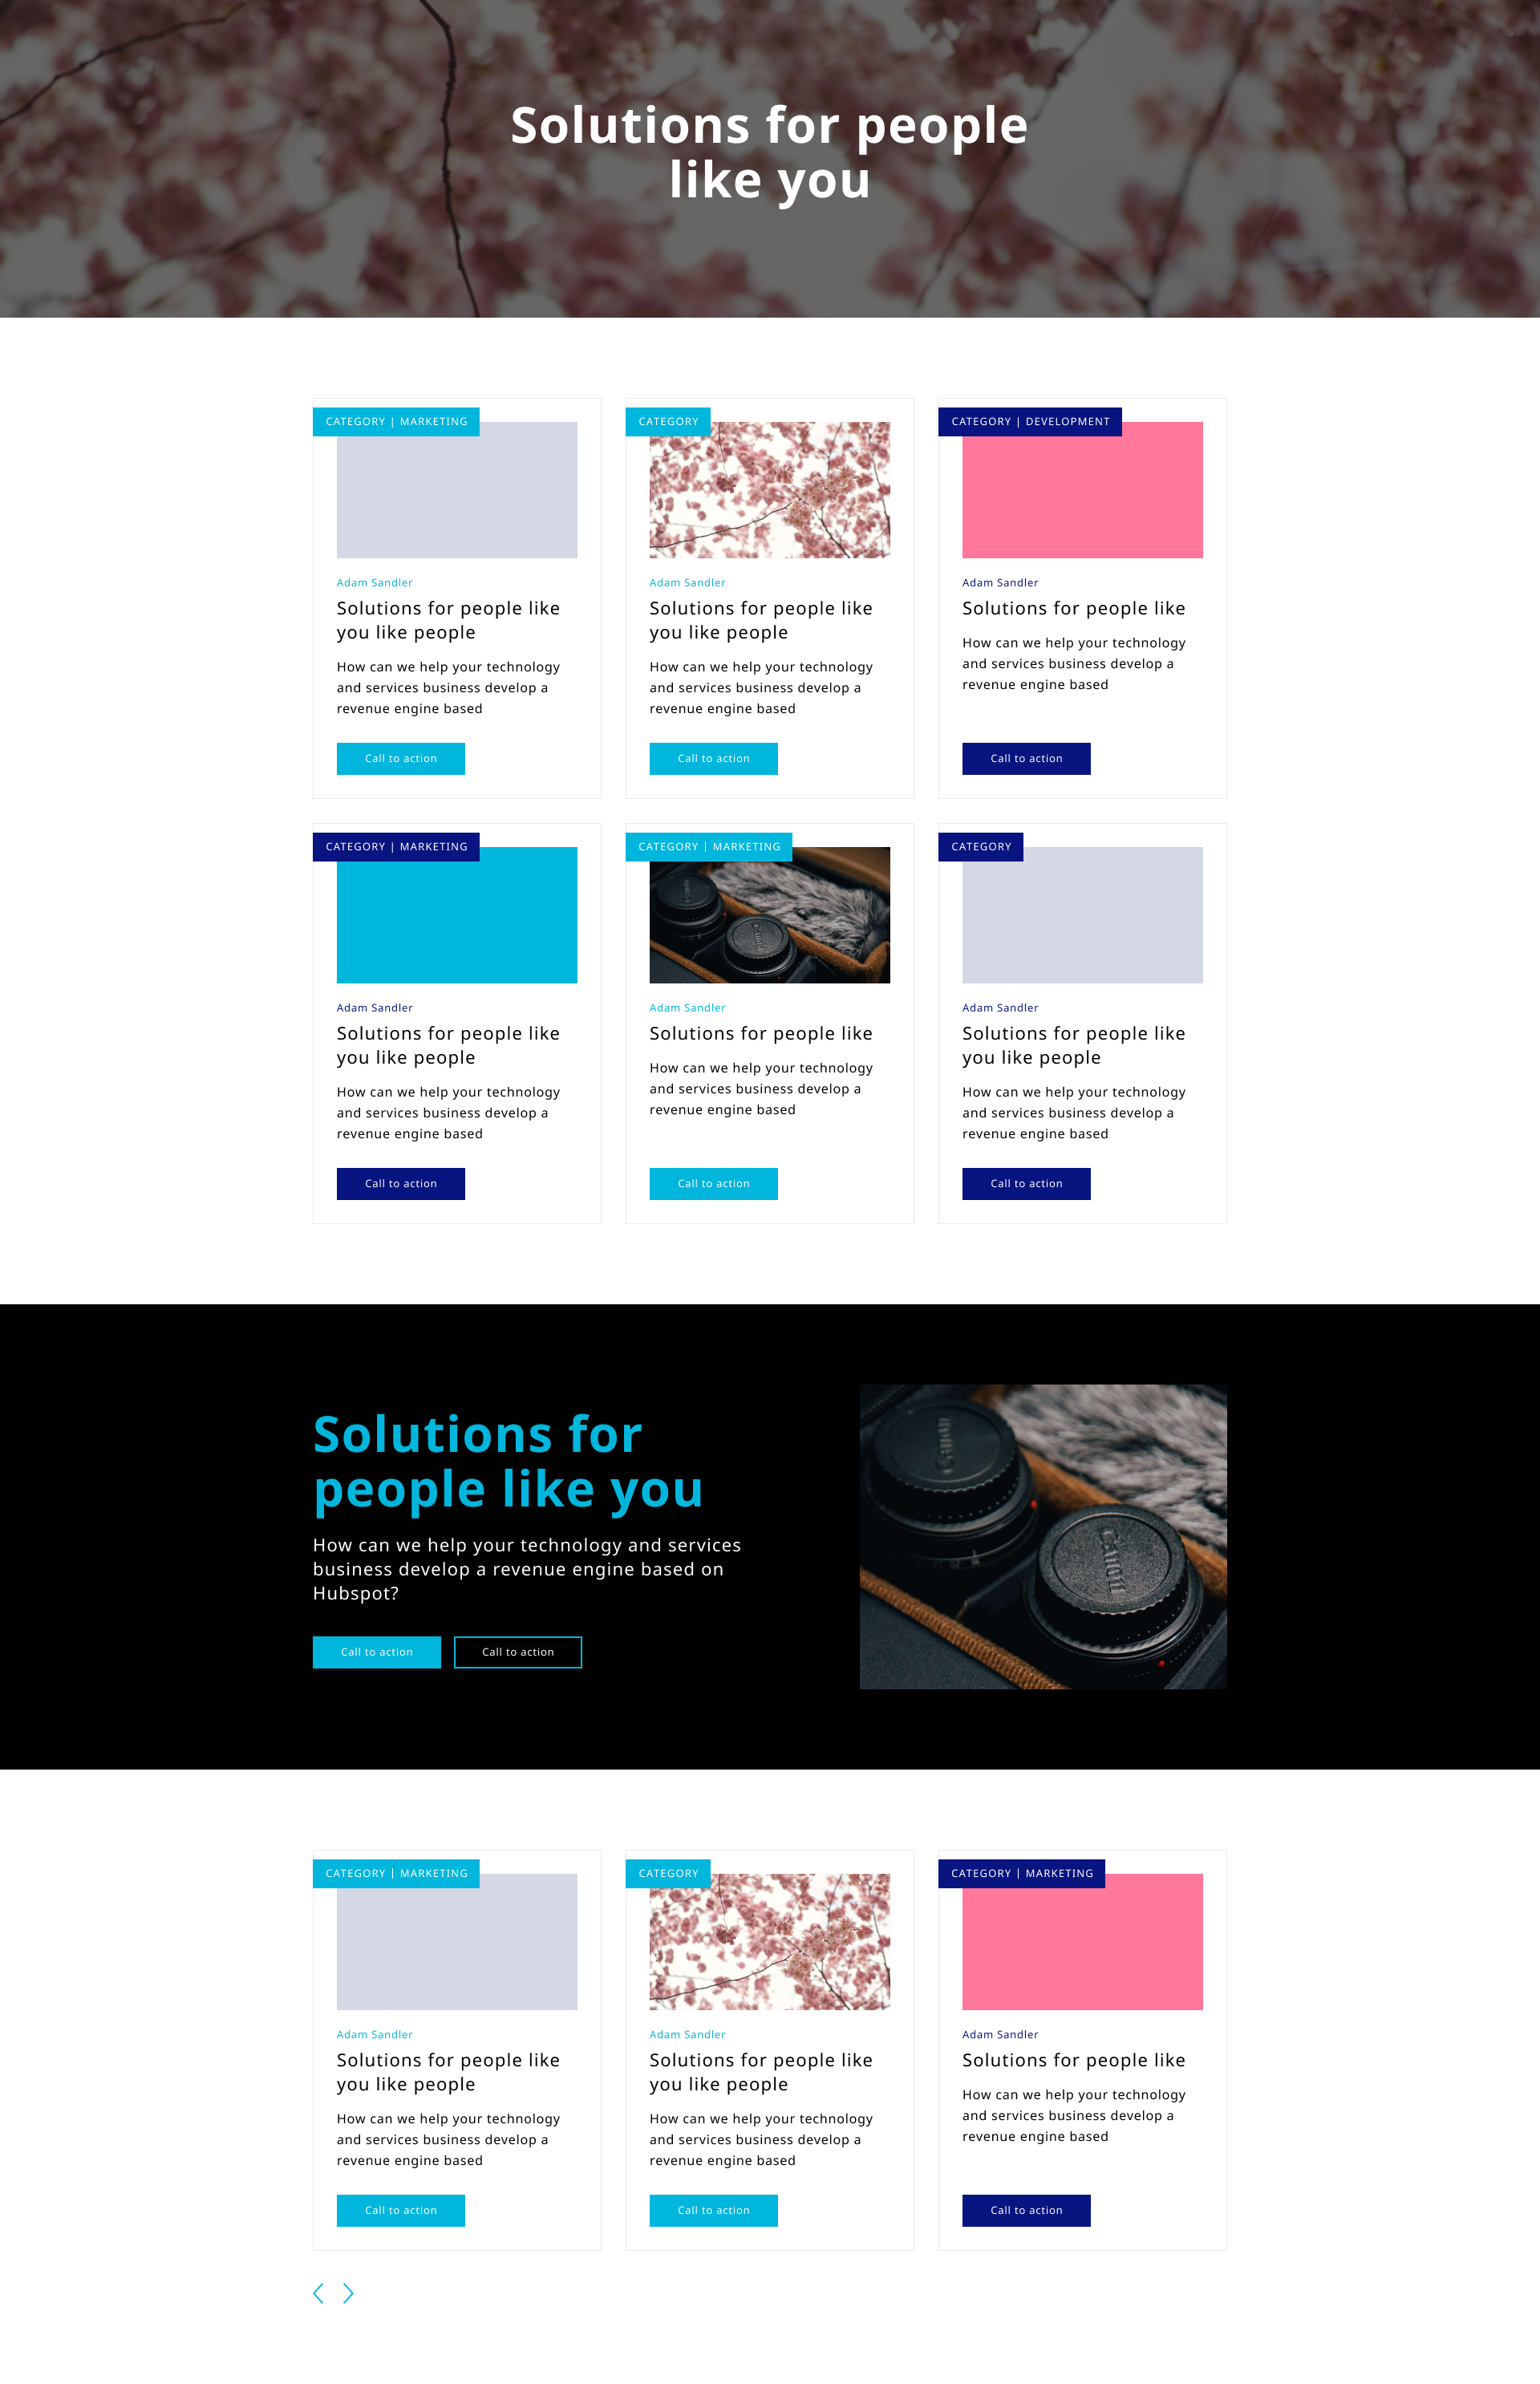 Solutions for people
like you
CATEGORY | MARKETING
Adam Sandler
Solutions for people like
you like people
How can we help your technology
and services business develop a
revenue engine based
Call to action
CATEGORY
Adam Sandler
Solutions for people like
you like people
How can we help your technology
and services business develop a
revenue engine based
Call to action
CATEGORY | DEVELOPMENT
Adam Sandler
Solutions for people like
How can we help your technology
and services business develop a
revenue engine based
Call to action
CATEGORY | MARKETING
Adam Sandler
Solutions for people like
you like people
How can we help your technology
and services business develop a
revenue engine based
Call to action
CATEGORY | MARKETING
Canon
Adam Sandler
Solutions for people like
How can we help your technology
and services business develop a
revenue engine based
Call to action
CATEGORY
Adam Sandler
Solutions for people like
you like people
How can we help your technology
and services business develop a
revenue engine based
Call to action
Solutions for
people like you
How can we help your technology and services
business develop a revenue engine based on
Hubspot?
Call to action
Call to action
Canon
Canon
CATEGORY | MARKETING
Adam Sandler
Solutions for people like
you like people
How can we help your technology
and services business develop a
revenue engine based
Call to action
CATEGORY
Adam Sandler
Solutions for people like
you like people
How can we help your technology
and services business develop a
revenue engine based
Call to action
CATEGORY | MARKETING
Adam Sandler
Solutions for people like
How can we help your technology
and services business develop a
revenue engine based
Call to action